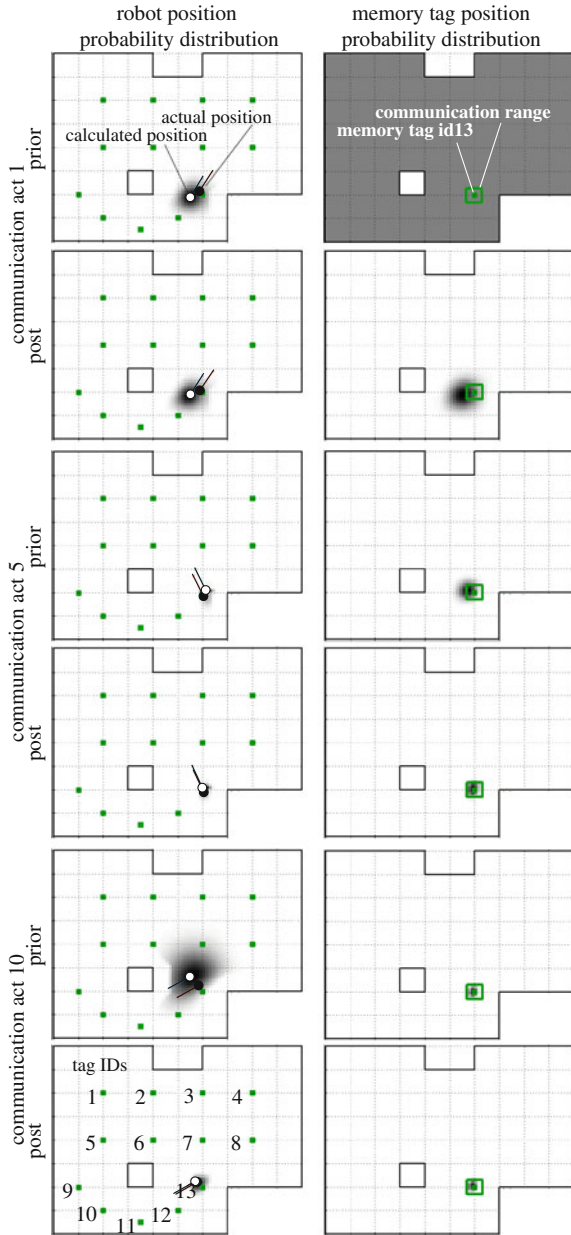 robot position
probability distribution
memory tag position
probability distribution
communication act 1
prior
actual position
calculated position
communication range
memory tag id13
post
communication act 5
prior
post
communication act 10
prior
post
tag IDs
1 2 3 4
5 6 7 8
9 13
10 12
11